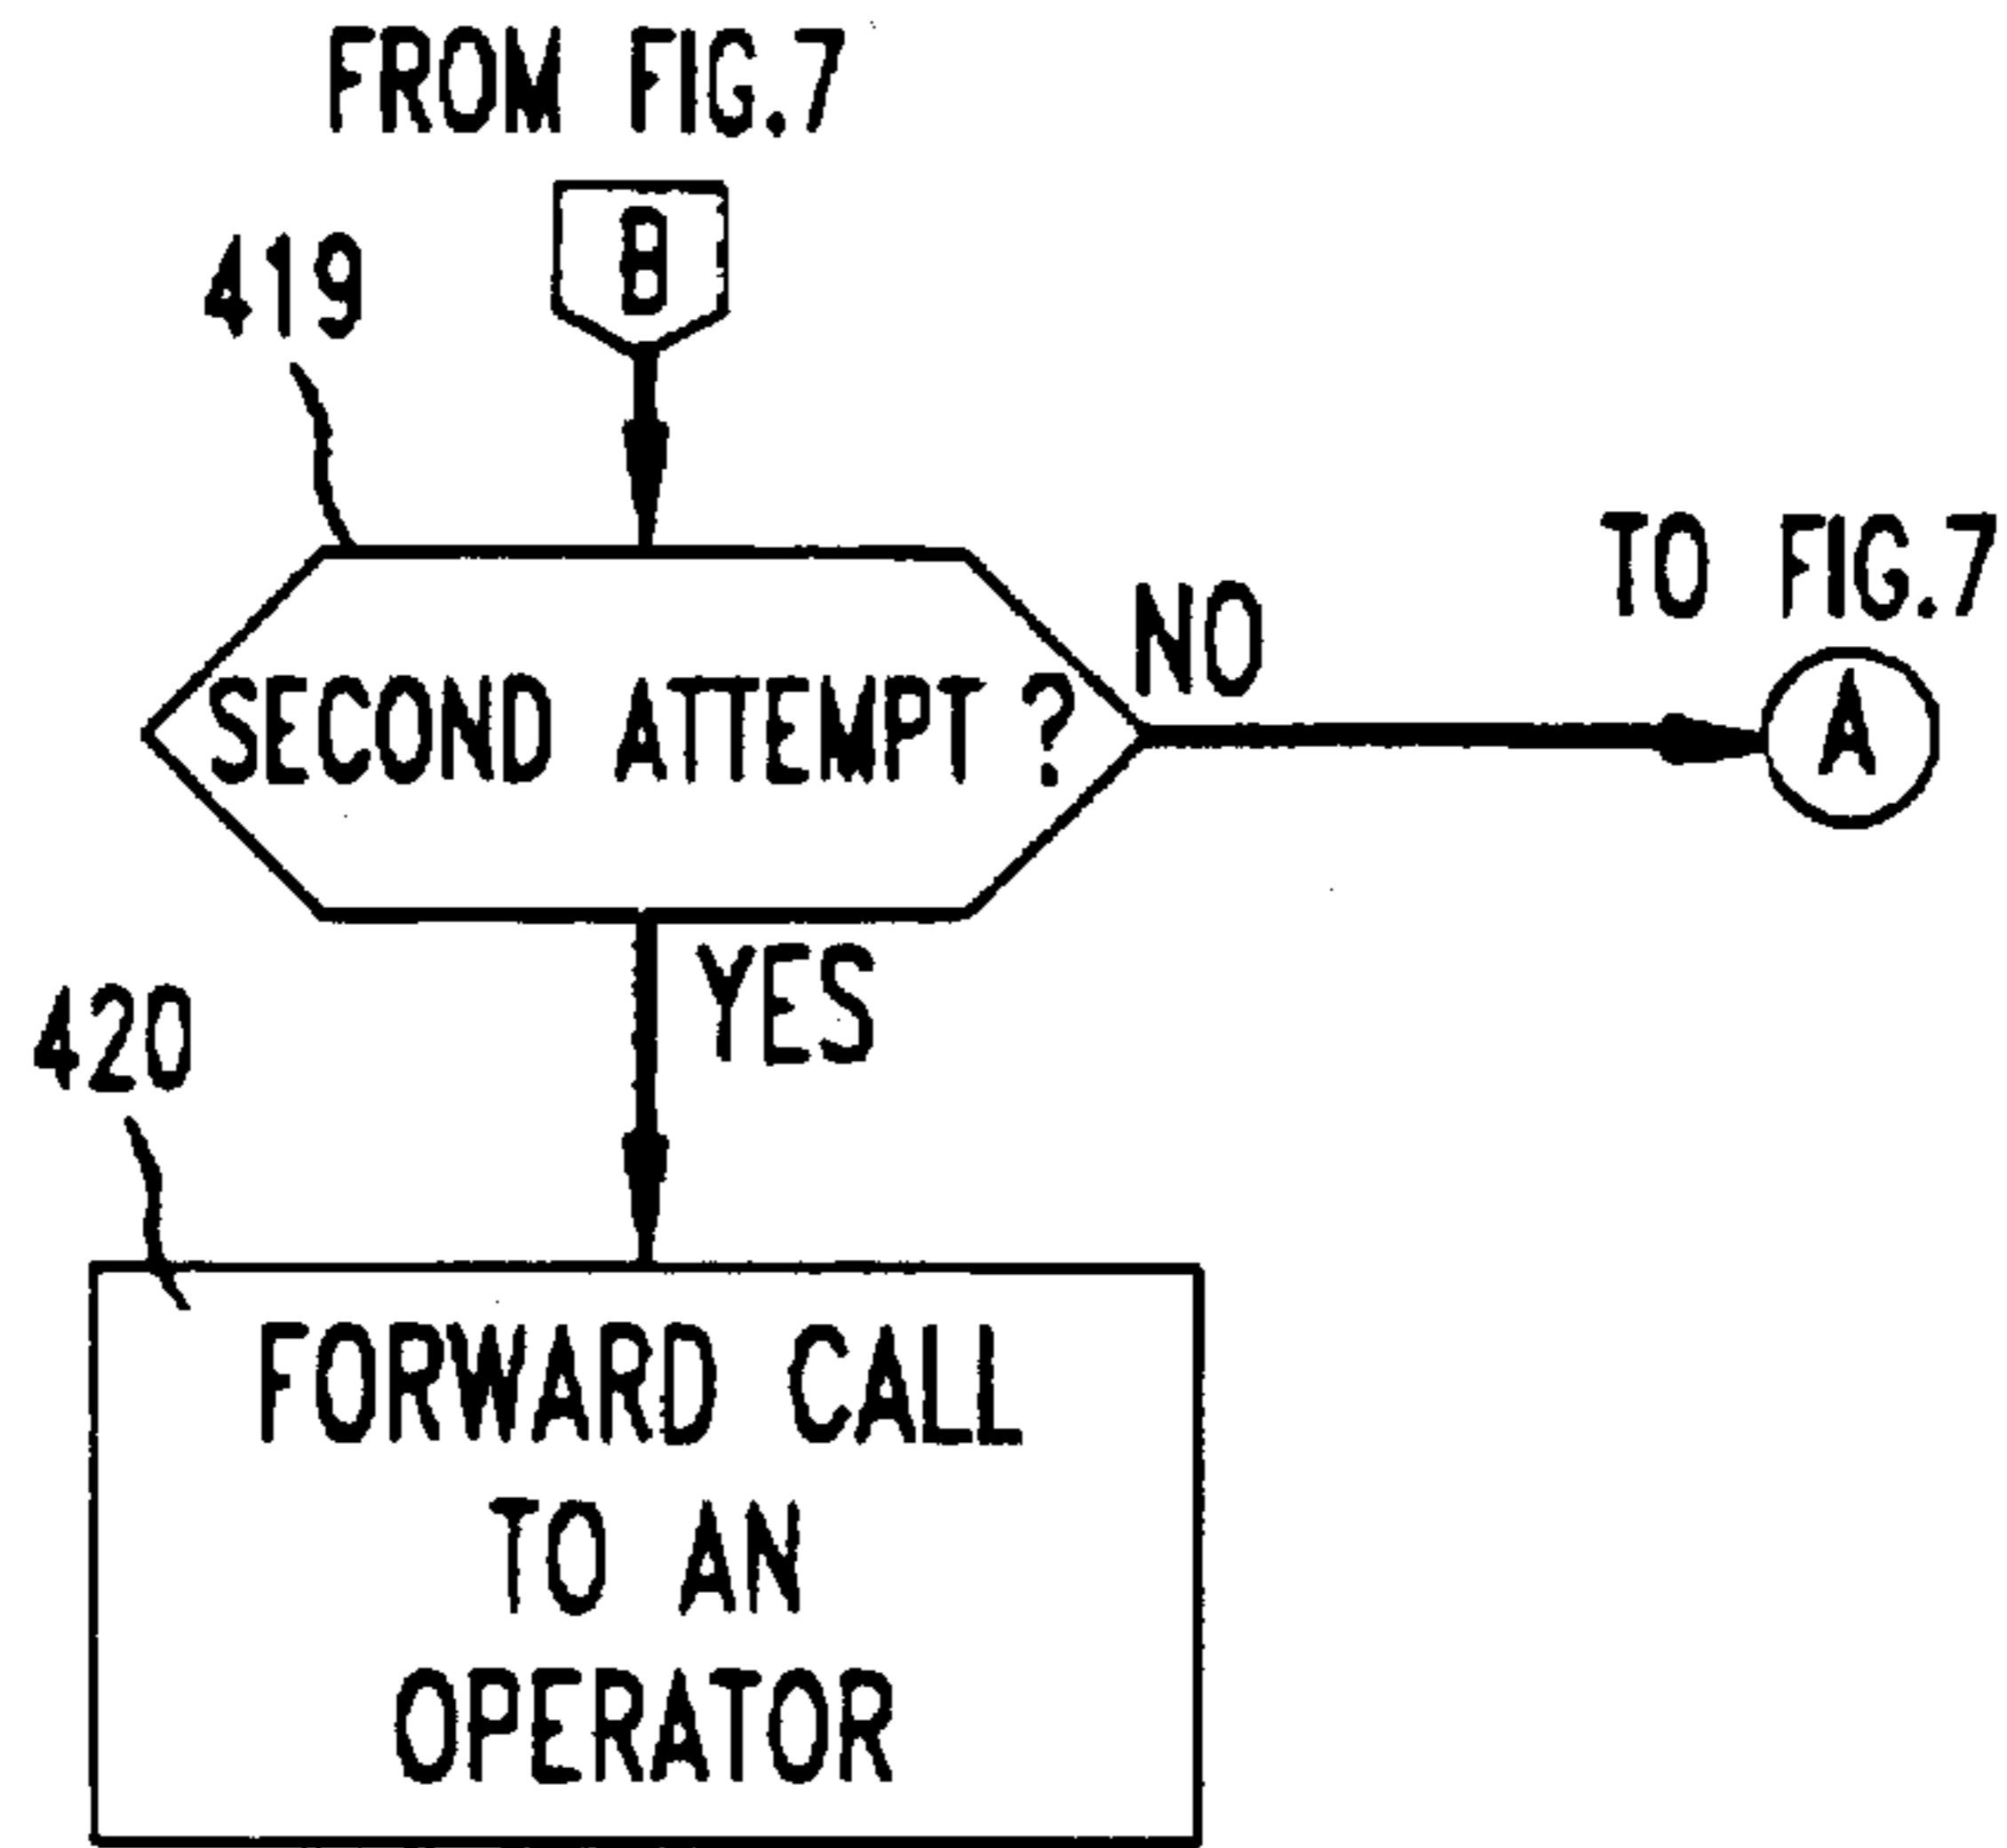 FROM FIG.7
B
419
SECOND ATTEMPT ?
NO
TO FIG.7
A
YES
420
FORWARD CALL
TO AN
OPERATOR